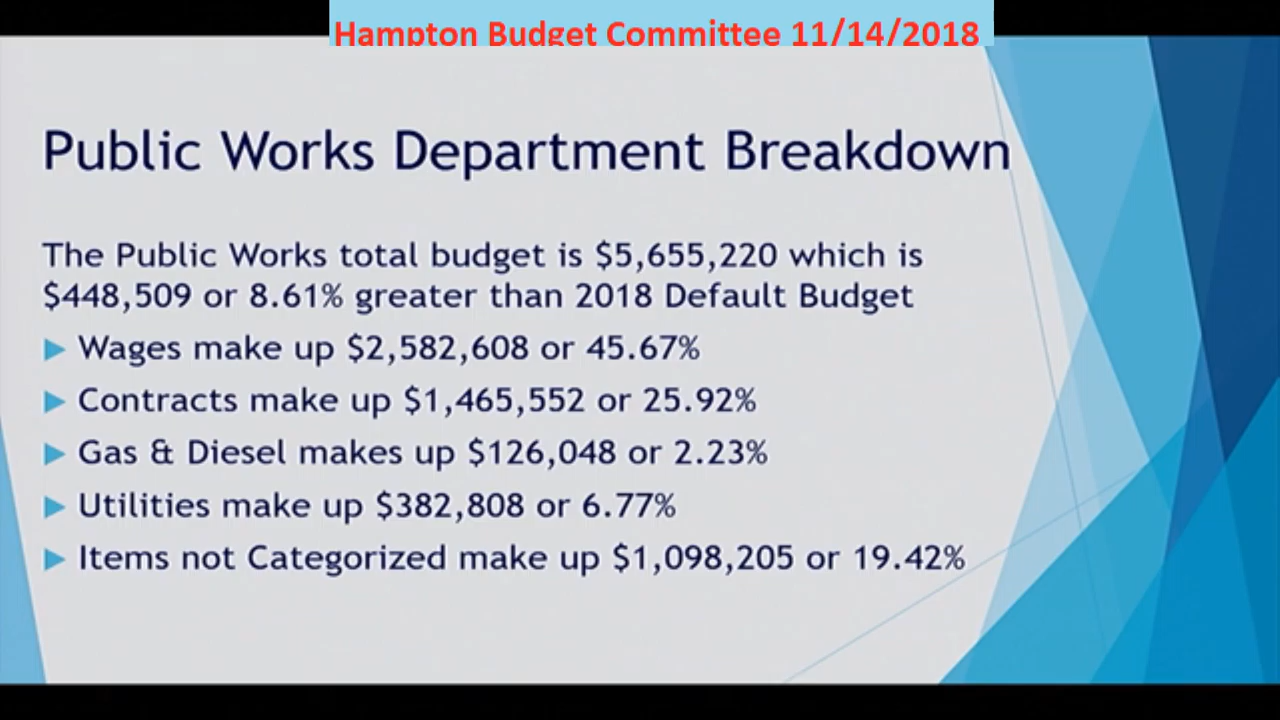 Hampton Budget Committee 11/14/2018
Public Works Department Breakdown
The Public Works total budget is $5,655,220 which is
$448,509 or 8.61% greater than 2018 Default Budget
Wages make up $2,582,608 or 45.67%
Contracts make up $1,465,552 or 25.92%
Gas & Diesel makes up $126,048 or 2.23%
Utilities make up $382,808 or 6.77%
Items not Categorized make up $1,098,205 or 19.42%